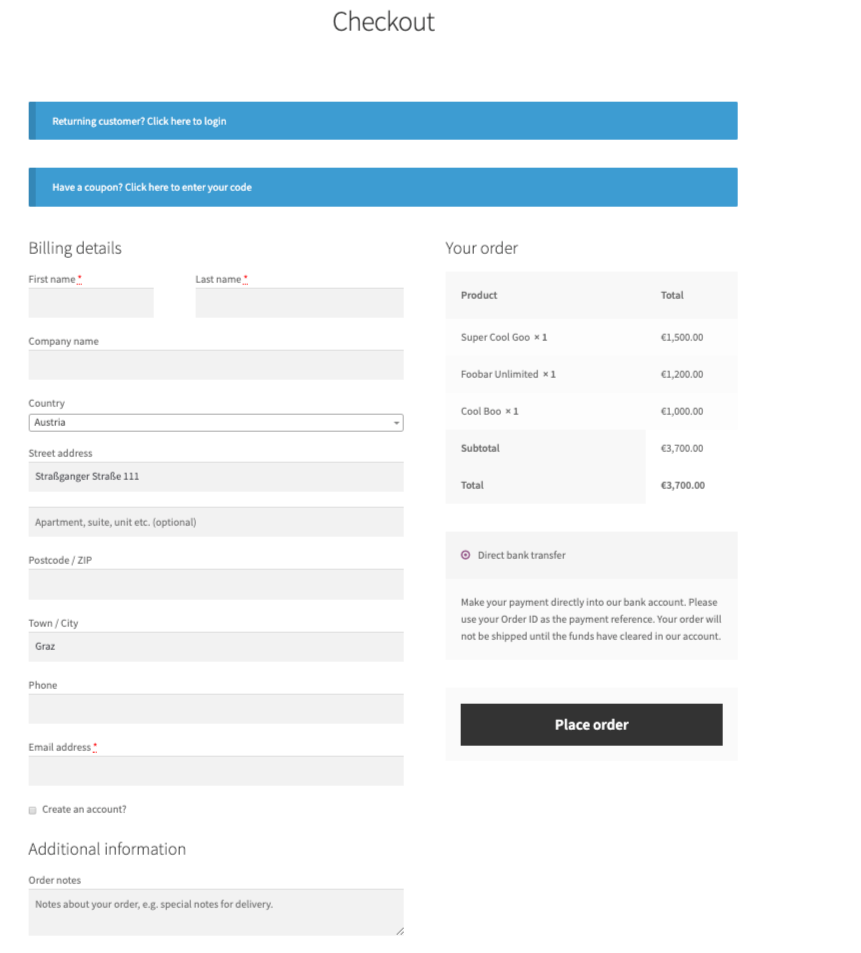 Checkout
Returning customer? Click here to login
Have a coupon? Click here to enter your code
Billing details
First name *
Last name *
Company name
Country
Austria
Street address
Straßganger Straße 111
Apartment, suite, unit etc. (optional)
Postcode / ZIP
Town / City
Graz
Phone
Email address *
Create an account?
Additional information
Order notes
Notes about your order, e.g. special notes for delivery.
Your order
Product Total
Super Cool Goo × 1 €1,500.00
Foobar Unlimited × 1 €1,200.00
Cool Boo × 1 €1,000.00
Subtotal €3,700.00
Total €3,700.00
Direct bank transfer
Make your payment directly into our bank account. Please
use your Order ID as the payment reference. Your order will
not be shipped until the funds have cleared in our account.
Place order